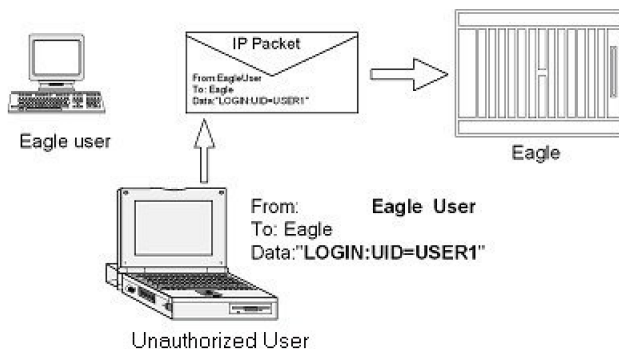 IP Packet
From:EagleUser
To: Eagle
Data:"LOGIN:UID=USER1"
Eagle user
Eagle
From: Eagle User
To: Eagle
Data:"LOGIN:UID=USER1"
Unauthorized User